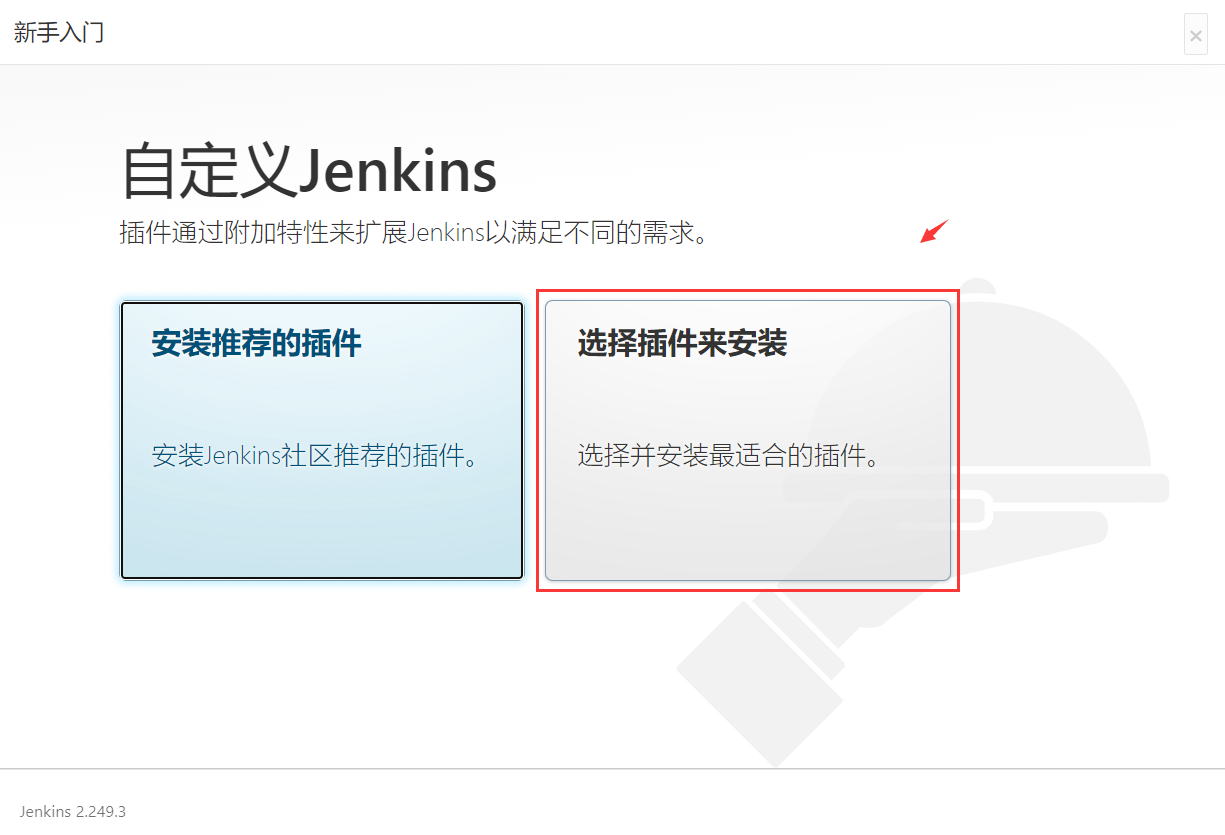 新手入门
×
自定义Jenkins
插件通过附加特性来扩展Jenkins以满足不同的需求。
安装推荐的插件
安装Jenkins社区推荐的插件。
选择插件来安装
选择并安装最适合的插件。
Jenkins 2.249.3